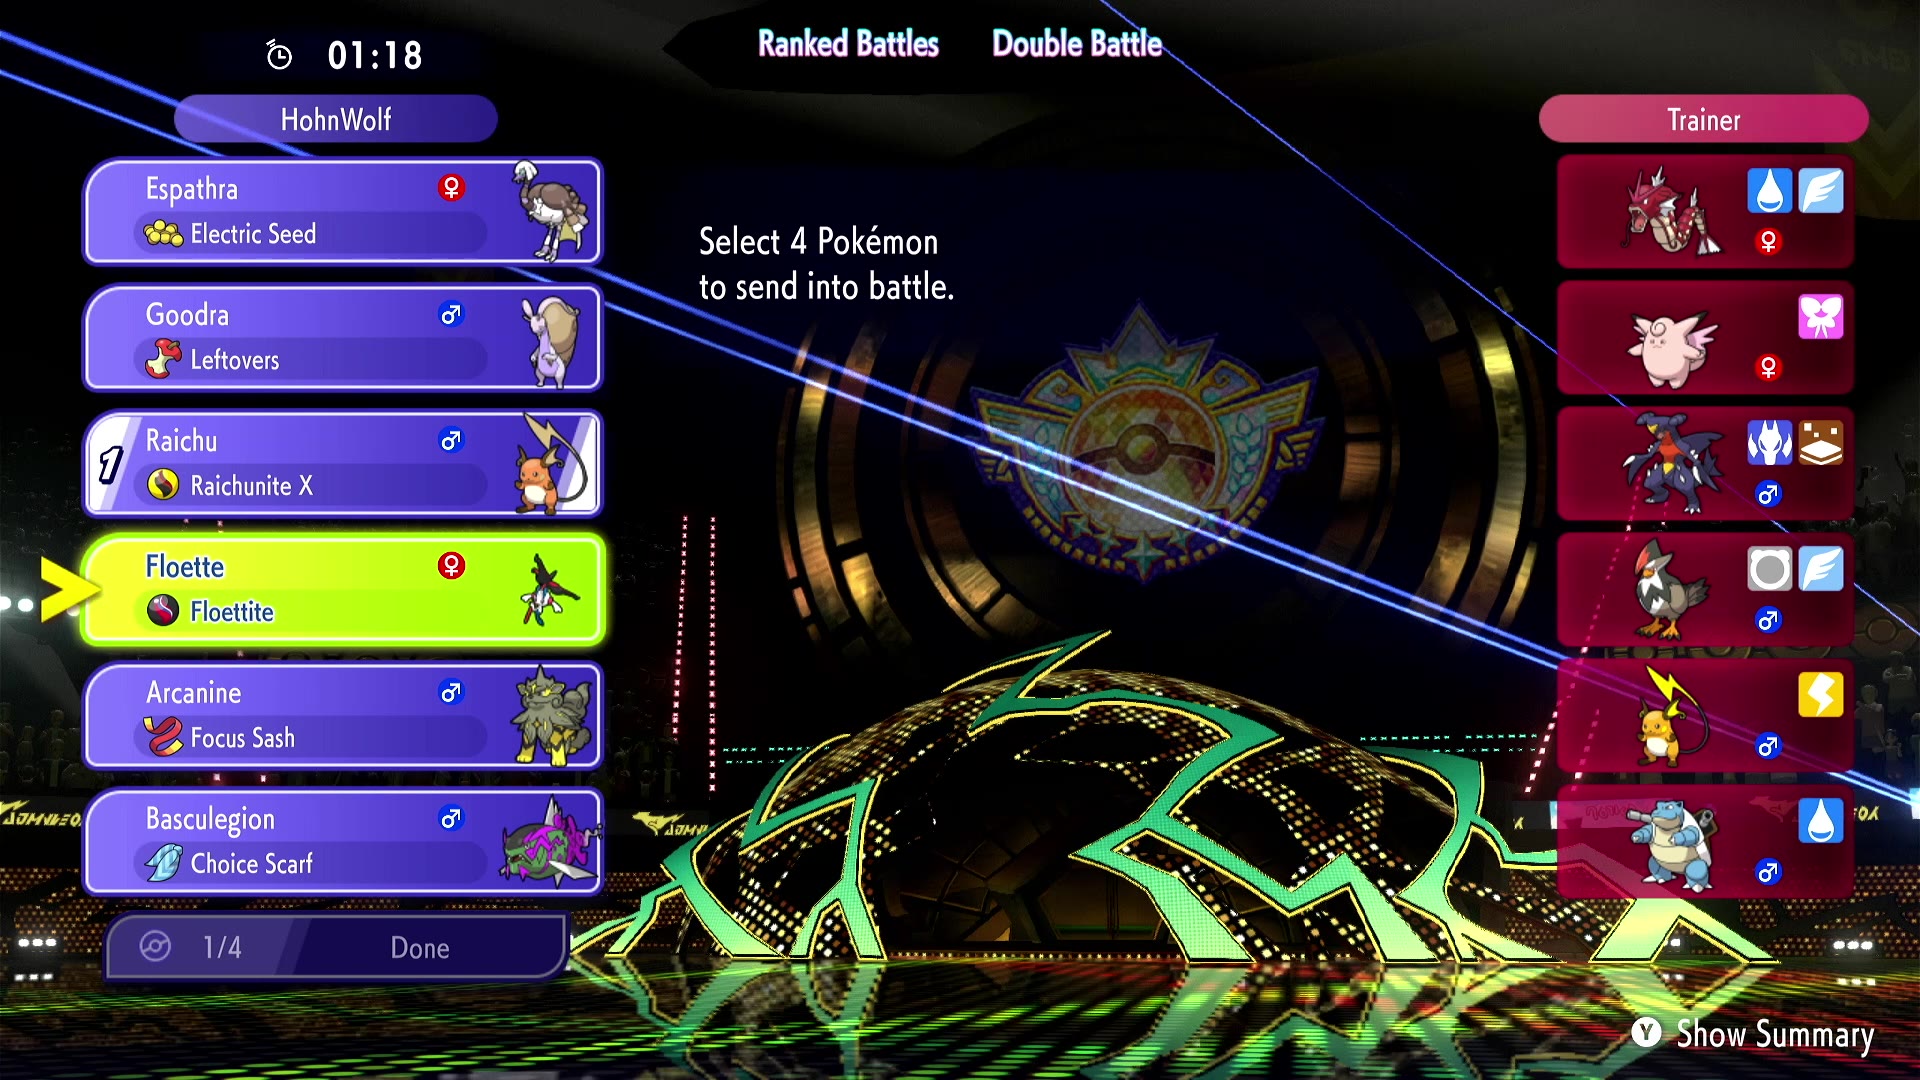 01:18
Ranked Battles
Double Battle
HohnWolf
Trainer
Espathra
Electric Seed
Select 4 Pokémon
to send into battle.
Goodra
Leftovers
1
Raichu
Raichunite X
Floette
Floettite
Arcanine
Focus Sash
Basculegion
Choice Scarf
1/4
Done
Y Show Summary